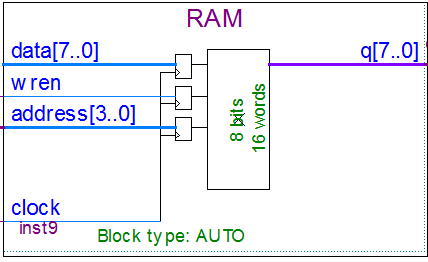 RAM
data[7..0]
q[7..0]
wren
address[3..0]
8 bits
16 words
clock
inst9
Block type: AUTO